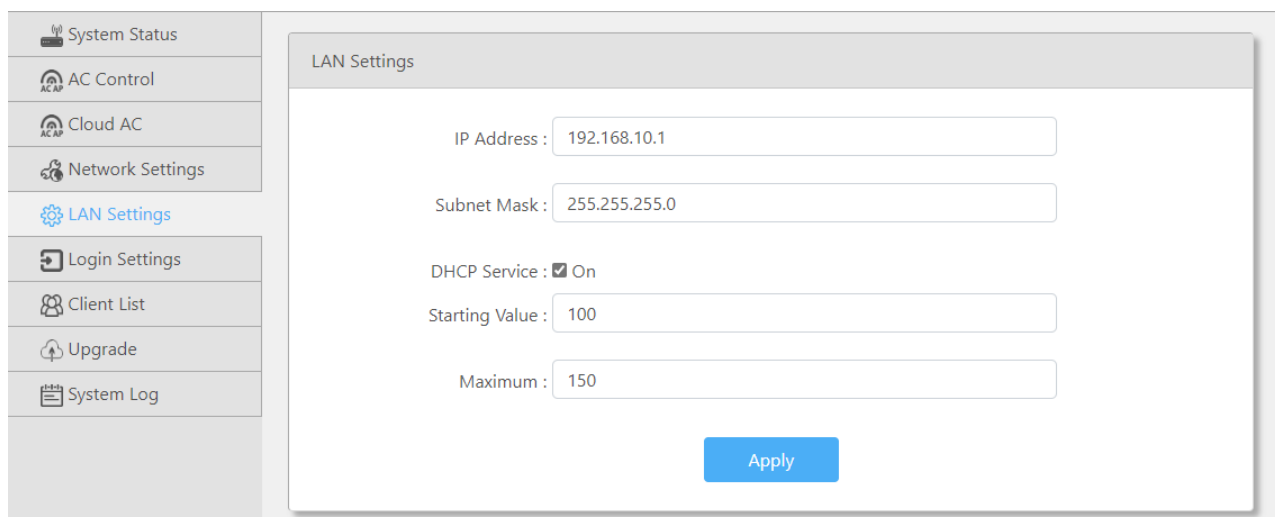 System Status
AC Control
Cloud AC
Network Settings
LAN Settings
Login Settings
Client List
Upgrade
System Log
LAN Settings
IP Address : 192.168.10.1
Subnet Mask : 255.255.255.0
DHCP Service : On
Starting Value : 100
Maximum : 150
Apply